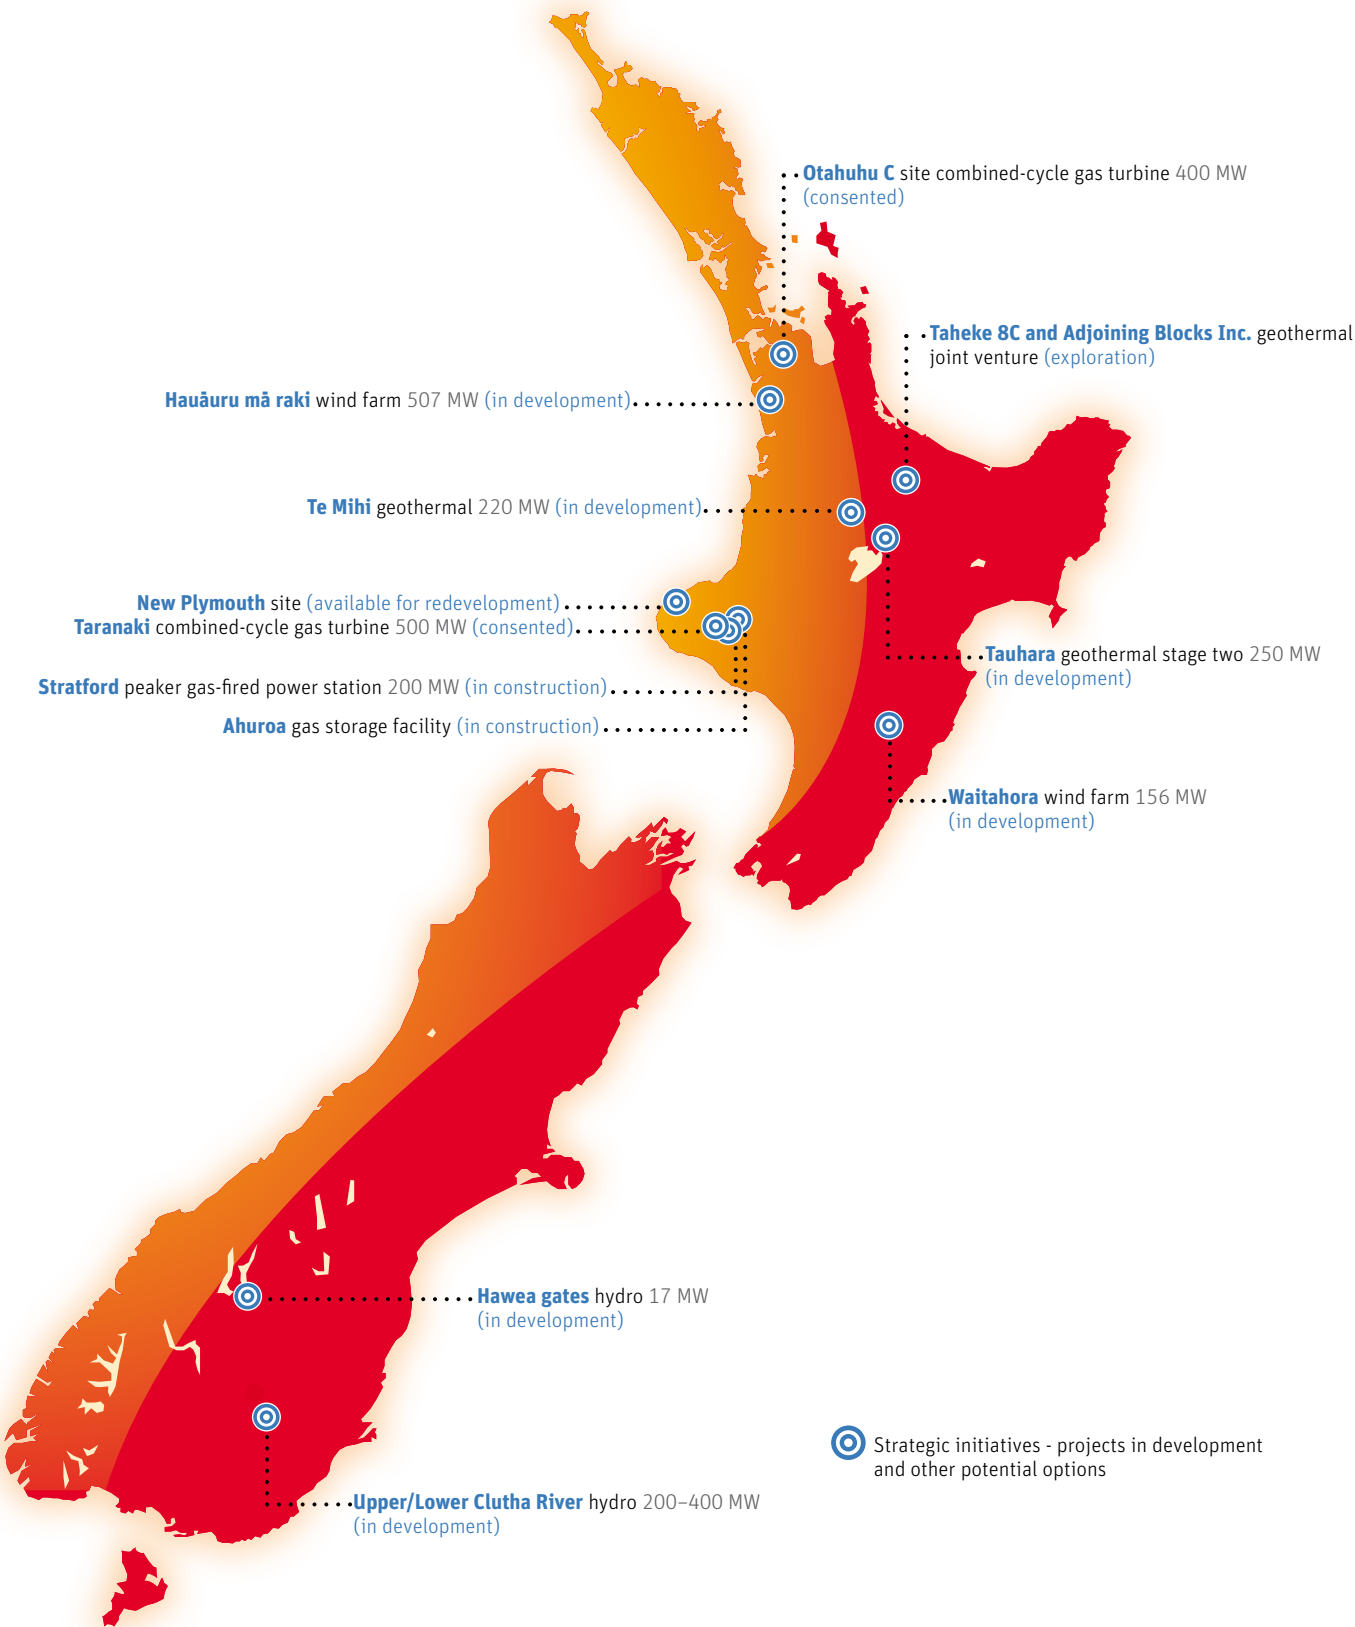 Otahuhu C site combined-cycle gas turbine 400 MW
(consented)
Taheke 8C and Adjoining Blocks Inc. geothermal
joint venture (exploration)
Hauåuru må raki wind farm 507 MW (in development)
Te Mihi geothermal 220 MW (in development)
New Plymouth site (available for redevelopment)
Taranaki combined-cycle gas turbine 500 MW (consented)
Tauhara geothermal stage two 250 MW
(in development)
Stratford peaker gas-fired power station 200 MW (in construction)
Ahuroa gas storage facility (in construction)
Waitahora wind farm 156 MW
(in development)
Hawea gates hydro 17 MW
(in development)
Strategic initiatives - projects in development
and other potential options
Upper/Lower Clutha River hydro 200–400 MW
(in development)